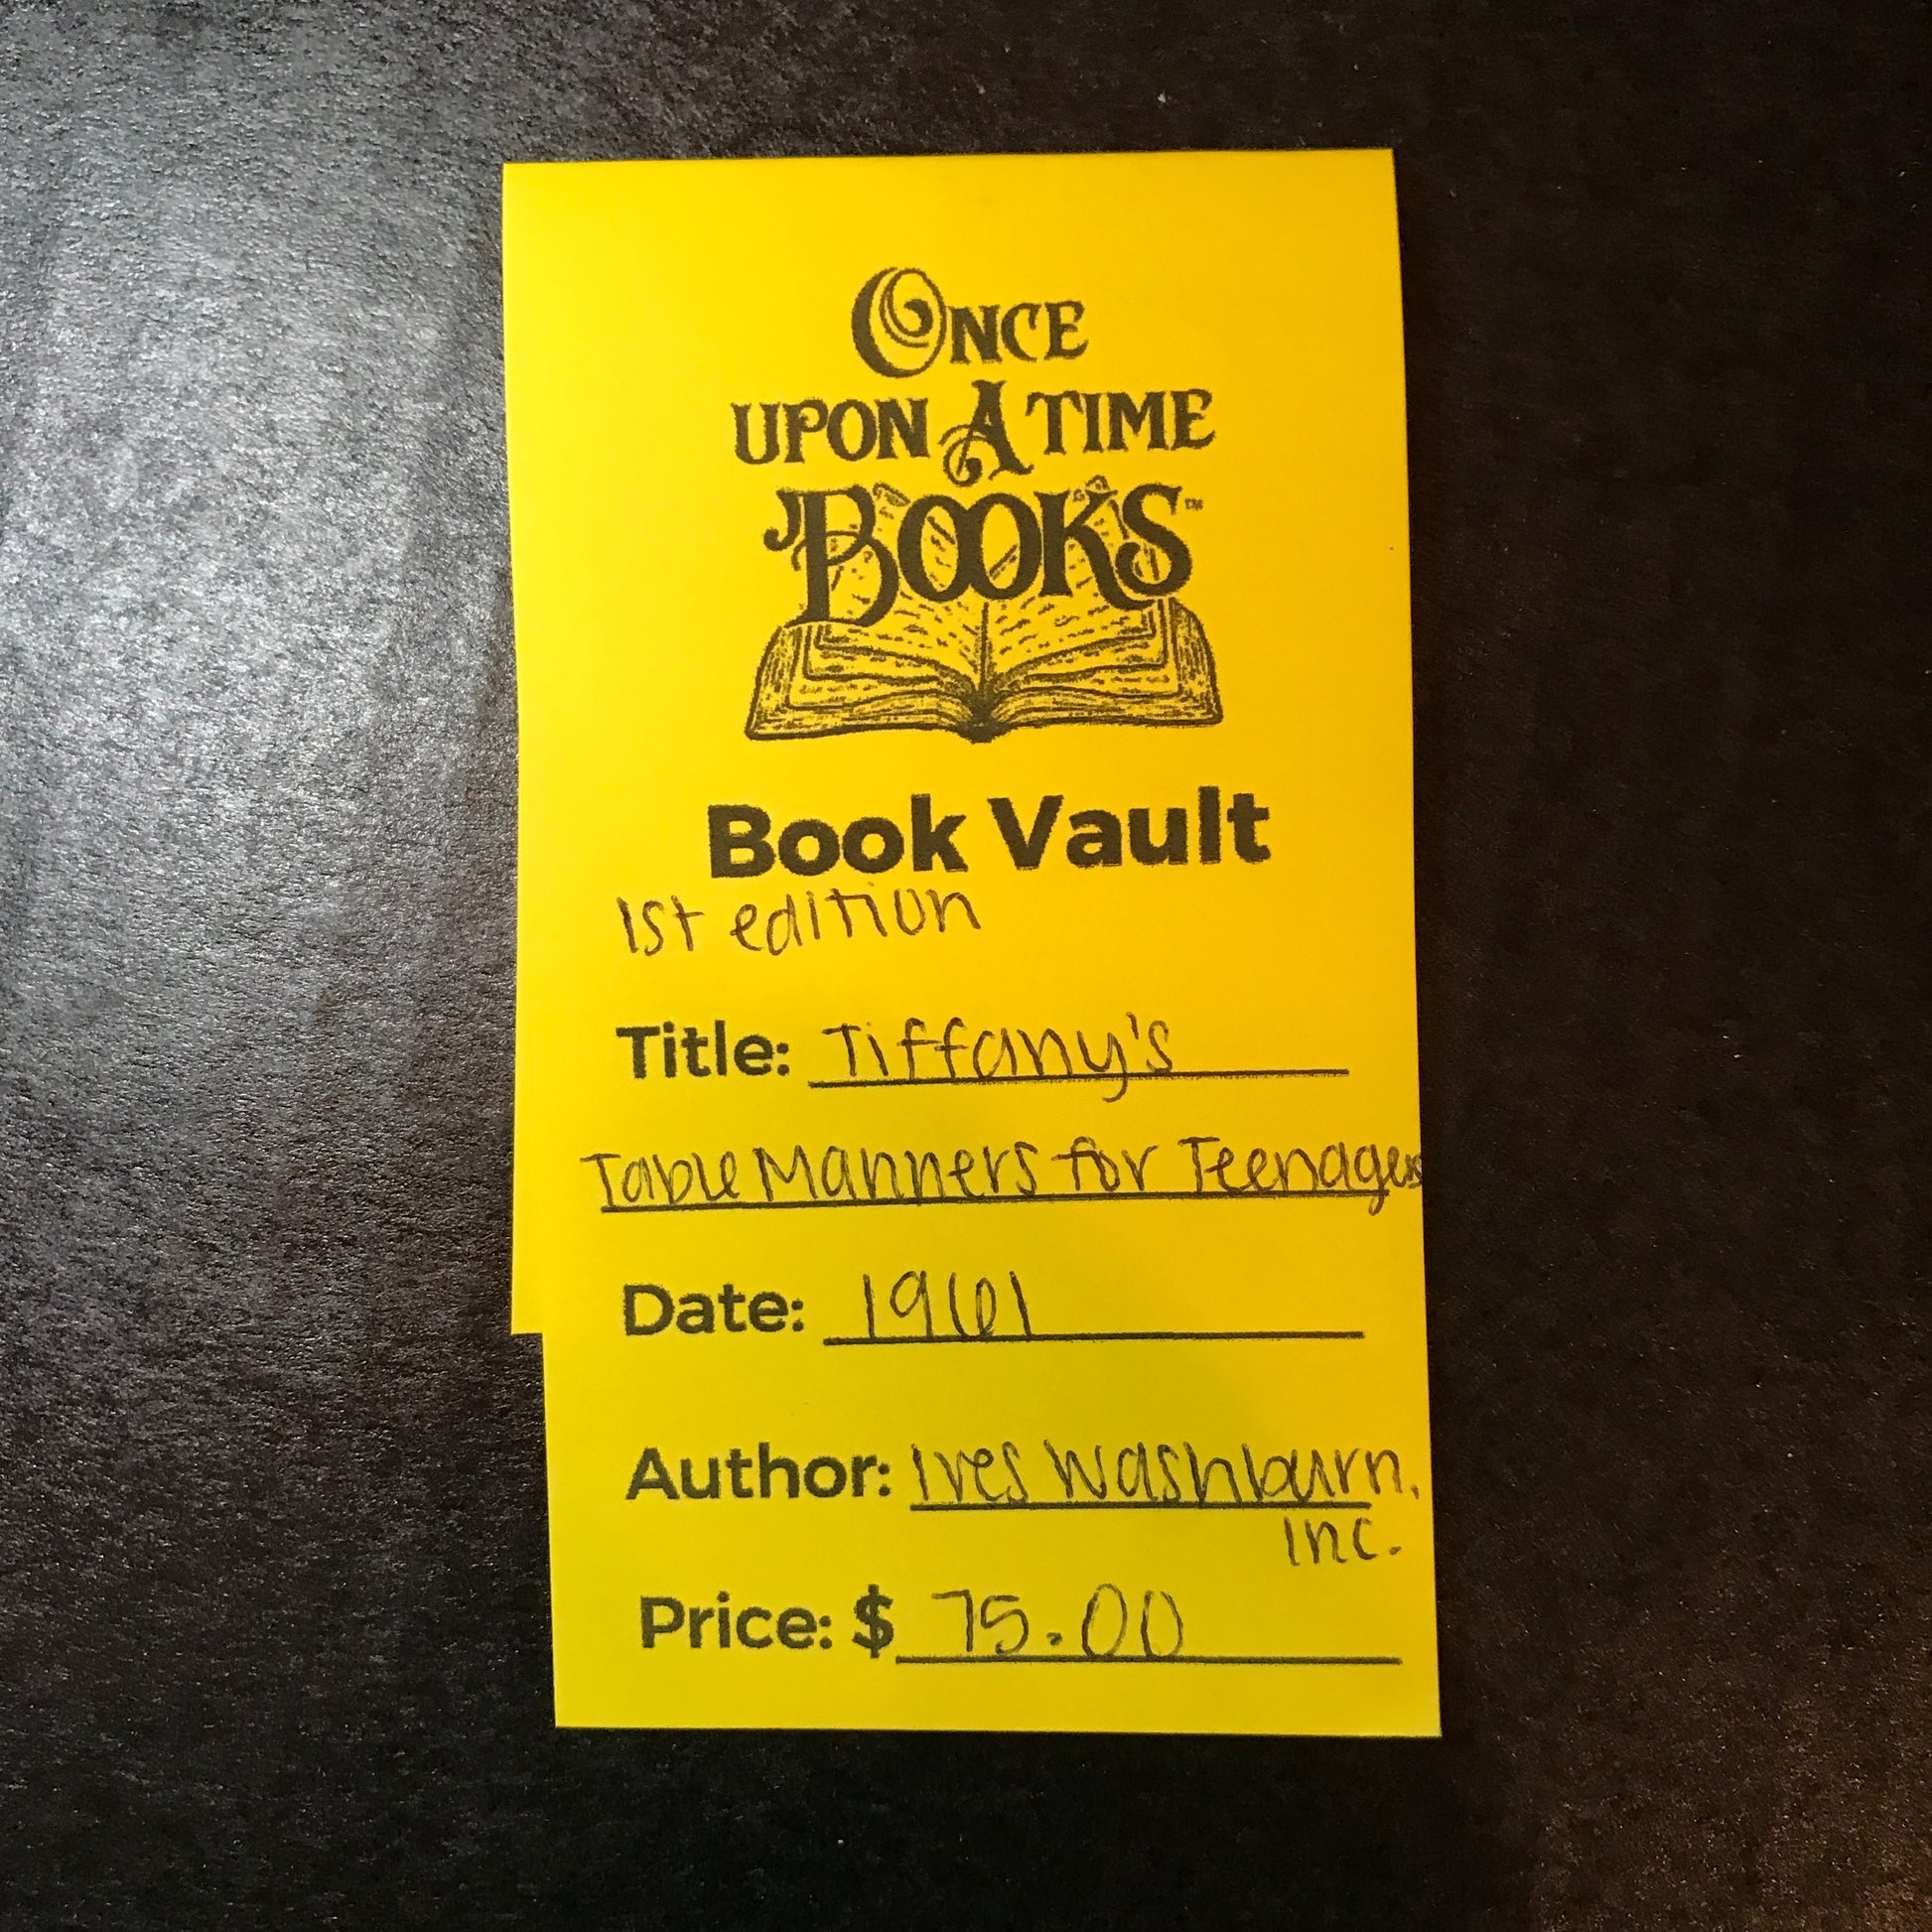 ONCE
UPON A TIME
BOOKS™
Book Vault
1st edition
Title: Tiffany's
Table Manners for Teenagers
Date: 1961
Author: Ives Washburn,
Inc.
Price: $ 75.00